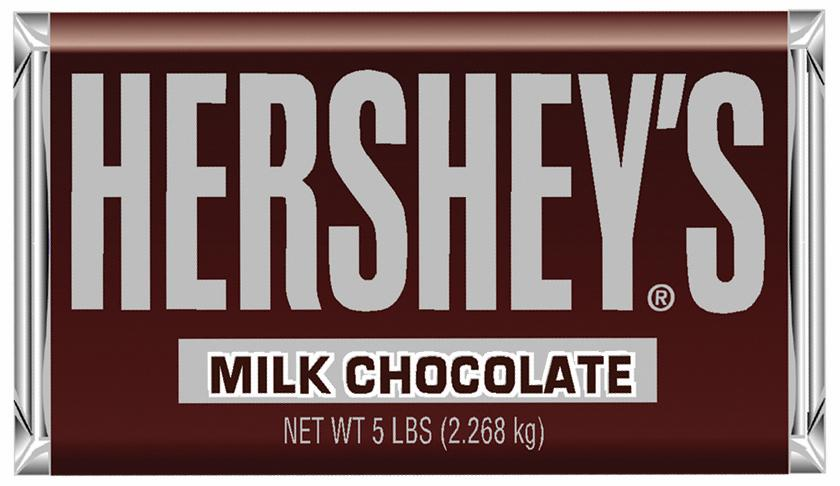 HERSHEY'S®
MILK CHOCOLATE
NET WT 5 LBS (2.268 kg)